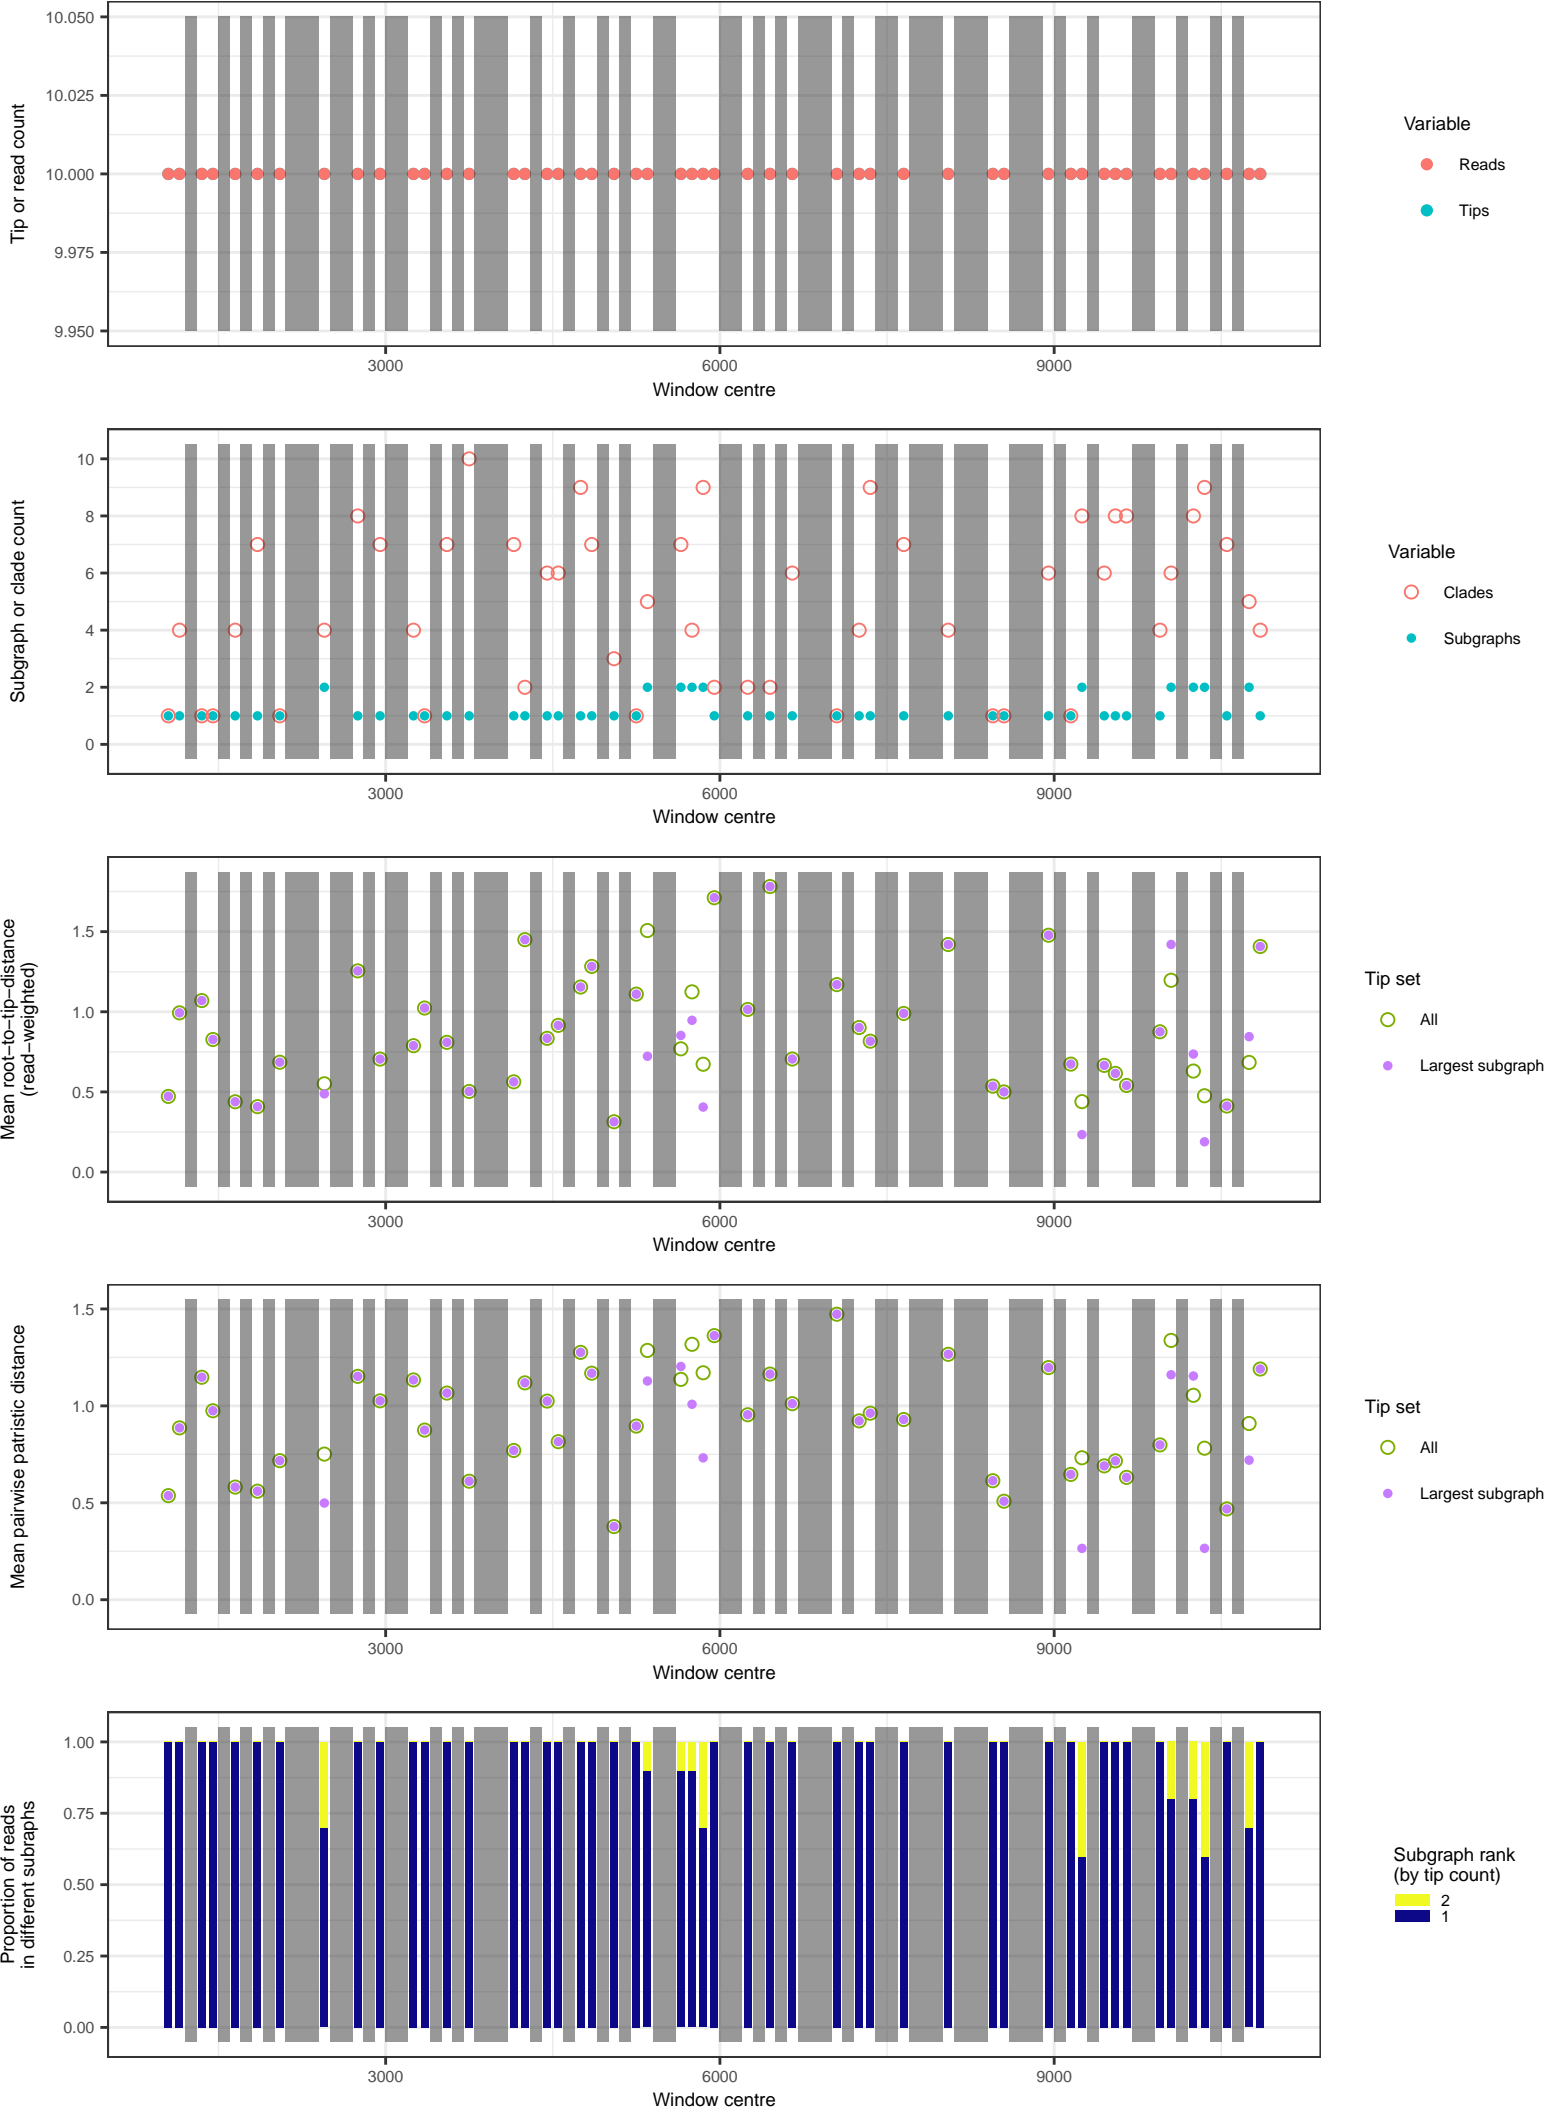 10.050
10.025
10.000
9.975
9.950
Tip or read count
3000 6000 9000
Window centre
Variable
Reads
Tips
10
8
6
4
2
0
Subgraph or clade count
3000 6000 9000
Window centre
Variable
Clades
Subgraphs
1.5
1.0
0.5
0.0
Mean root−to−tip−distance
(read−weighted)
3000 6000 9000
Window centre
Tip set
All
Largest subgraph
1.5
1.0
0.5
0.0
Mean pairwise patristic distance
3000 6000 9000
Window centre
Tip set
All
Largest subgraph
1.00
0.75
0.50
0.25
0.00
Proportion of reads
in different subraphs
3000 6000 9000
Window centre
Subgraph rank
(by tip count)
2
1